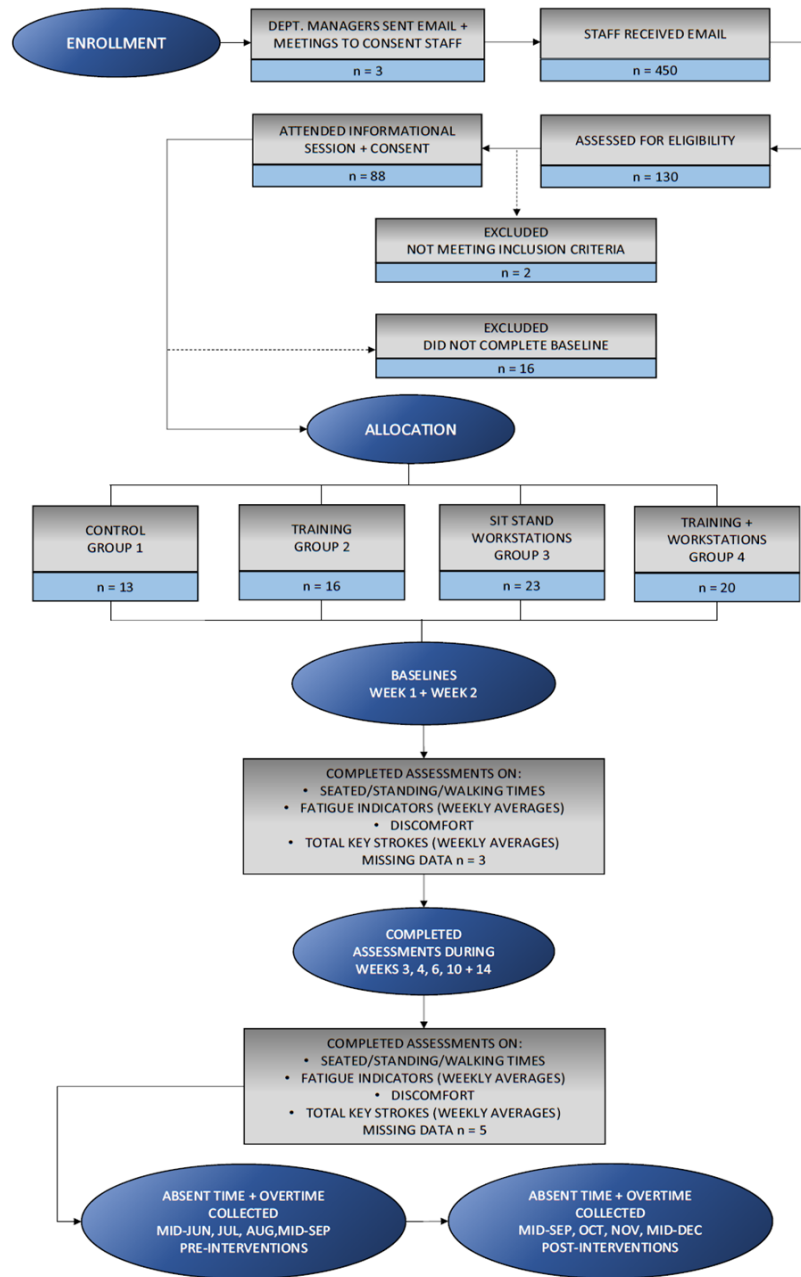 ENROLLMENT
DEPT. MANAGERS SENT EMAIL +
MEETINGS TO CONSENT STAFF
n = 3
STAFF RECEIVED EMAIL
n = 450
ATTENDED INFORMATIONAL
SESSION + CONSENT
n = 88
ASSESSED FOR ELIGIBILITY
n = 130
EXCLUDED
NOT MEETING INCLUSION CRITERIA
n = 2
EXCLUDED
DID NOT COMPLETE BASELINE
n = 16
ALLOCATION
CONTROL
GROUP 1
n = 13
TRAINING
GROUP 2
n = 16
SIT STAND
WORKSTATIONS
GROUP 3
n = 23
TRAINING +
WORKSTATIONS
GROUP 4
n = 20
BASELINES
WEEK 1 + WEEK 2
COMPLETED ASSESSMENTS ON:
• SEATED/STANDING/WALKING TIMES
• FATIGUE INDICATORS (WEEKLY AVERAGES)
• DISCOMFORT
• TOTAL KEY STROKES (WEEKLY AVERAGES)
MISSING DATA n = 3
COMPLETED
ASSESSMENTS DURING
WEEKS 3, 4, 6, 10 + 14
COMPLETED ASSESSMENTS ON:
• SEATED/STANDING/WALKING TIMES
• FATIGUE INDICATORS (WEEKLY AVERAGES)
• DISCOMFORT
• TOTAL KEY STROKES (WEEKLY AVERAGES)
MISSING DATA n = 5
ABSENT TIME + OVERTIME
COLLECTED
MID-JUN, JUL, AUG,MID-SEP
PRE-INTERVENTIONS
ABSENT TIME + OVERTIME
COLLECTED
MID-SEP, OCT, NOV, MID-DEC
POST-INTERVENTIONS